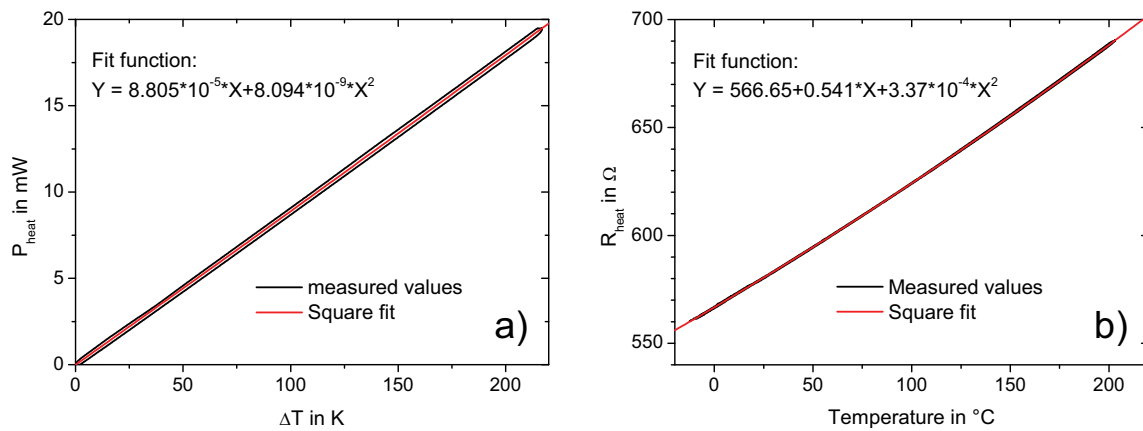 20
15
10
5
0
P_heat in mW
Fit function:
Y = 8.805*10^-5*X+8.094*10^-9*X^2
measured values
Square fit
a)
0 50 100 150 200
ΔT in K
700
650
600
550
R_heat in Ω
Fit function:
Y = 566.65+0.541*X+3.37*10^-4*X^2
Measured values
Square fit
b)
0 50 100 150 200
Temperature in °C